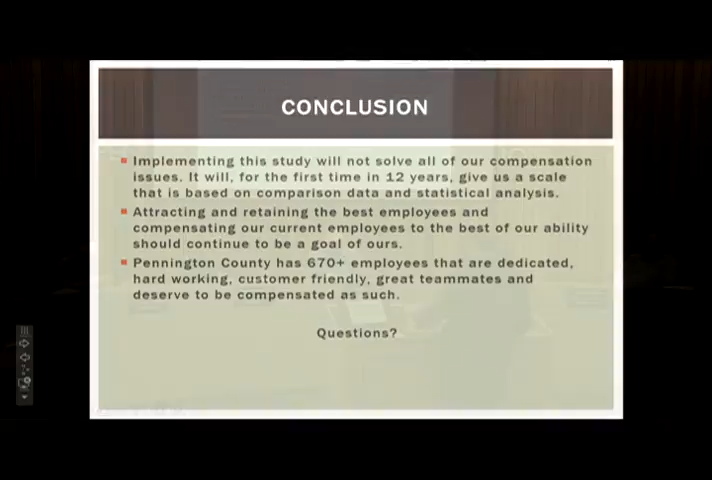 CONCLUSION
Implementing this study will not solve all of our compensation
issues. It will, for the first time in 12 years, give us a scale
that is based on comparison data and statistical analysis.
Attracting and retaining the best employees and
compensating our current employees to the best of our ability
should continue to be a goal of ours.
Pennington County has 670+ employees that are dedicated,
hard working, customer friendly, great teammates and
deserve to be compensated as such.
Questions?